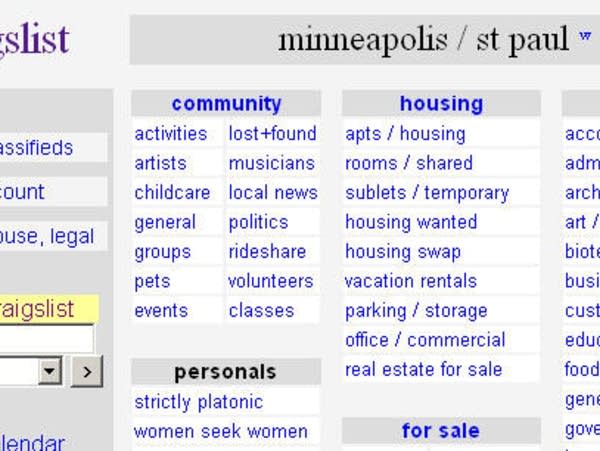 gslist
minneapolis / st paul w
assifieds
count
ouse, legal
raigslist
>
lendar
community
activities lost+found
artists musicians
childcare local news
general politics
groups rideshare
pets volunteers
events classes
personals
strictly platonic
women seek women
housing
apts / housing
rooms / shared
sublets / temporary
housing wanted
housing swap
vacation rentals
parking / storage
office / commercial
real estate for sale
for sale
acco
adm
arch
art /
biote
busi
cust
educ
food
gene
gove